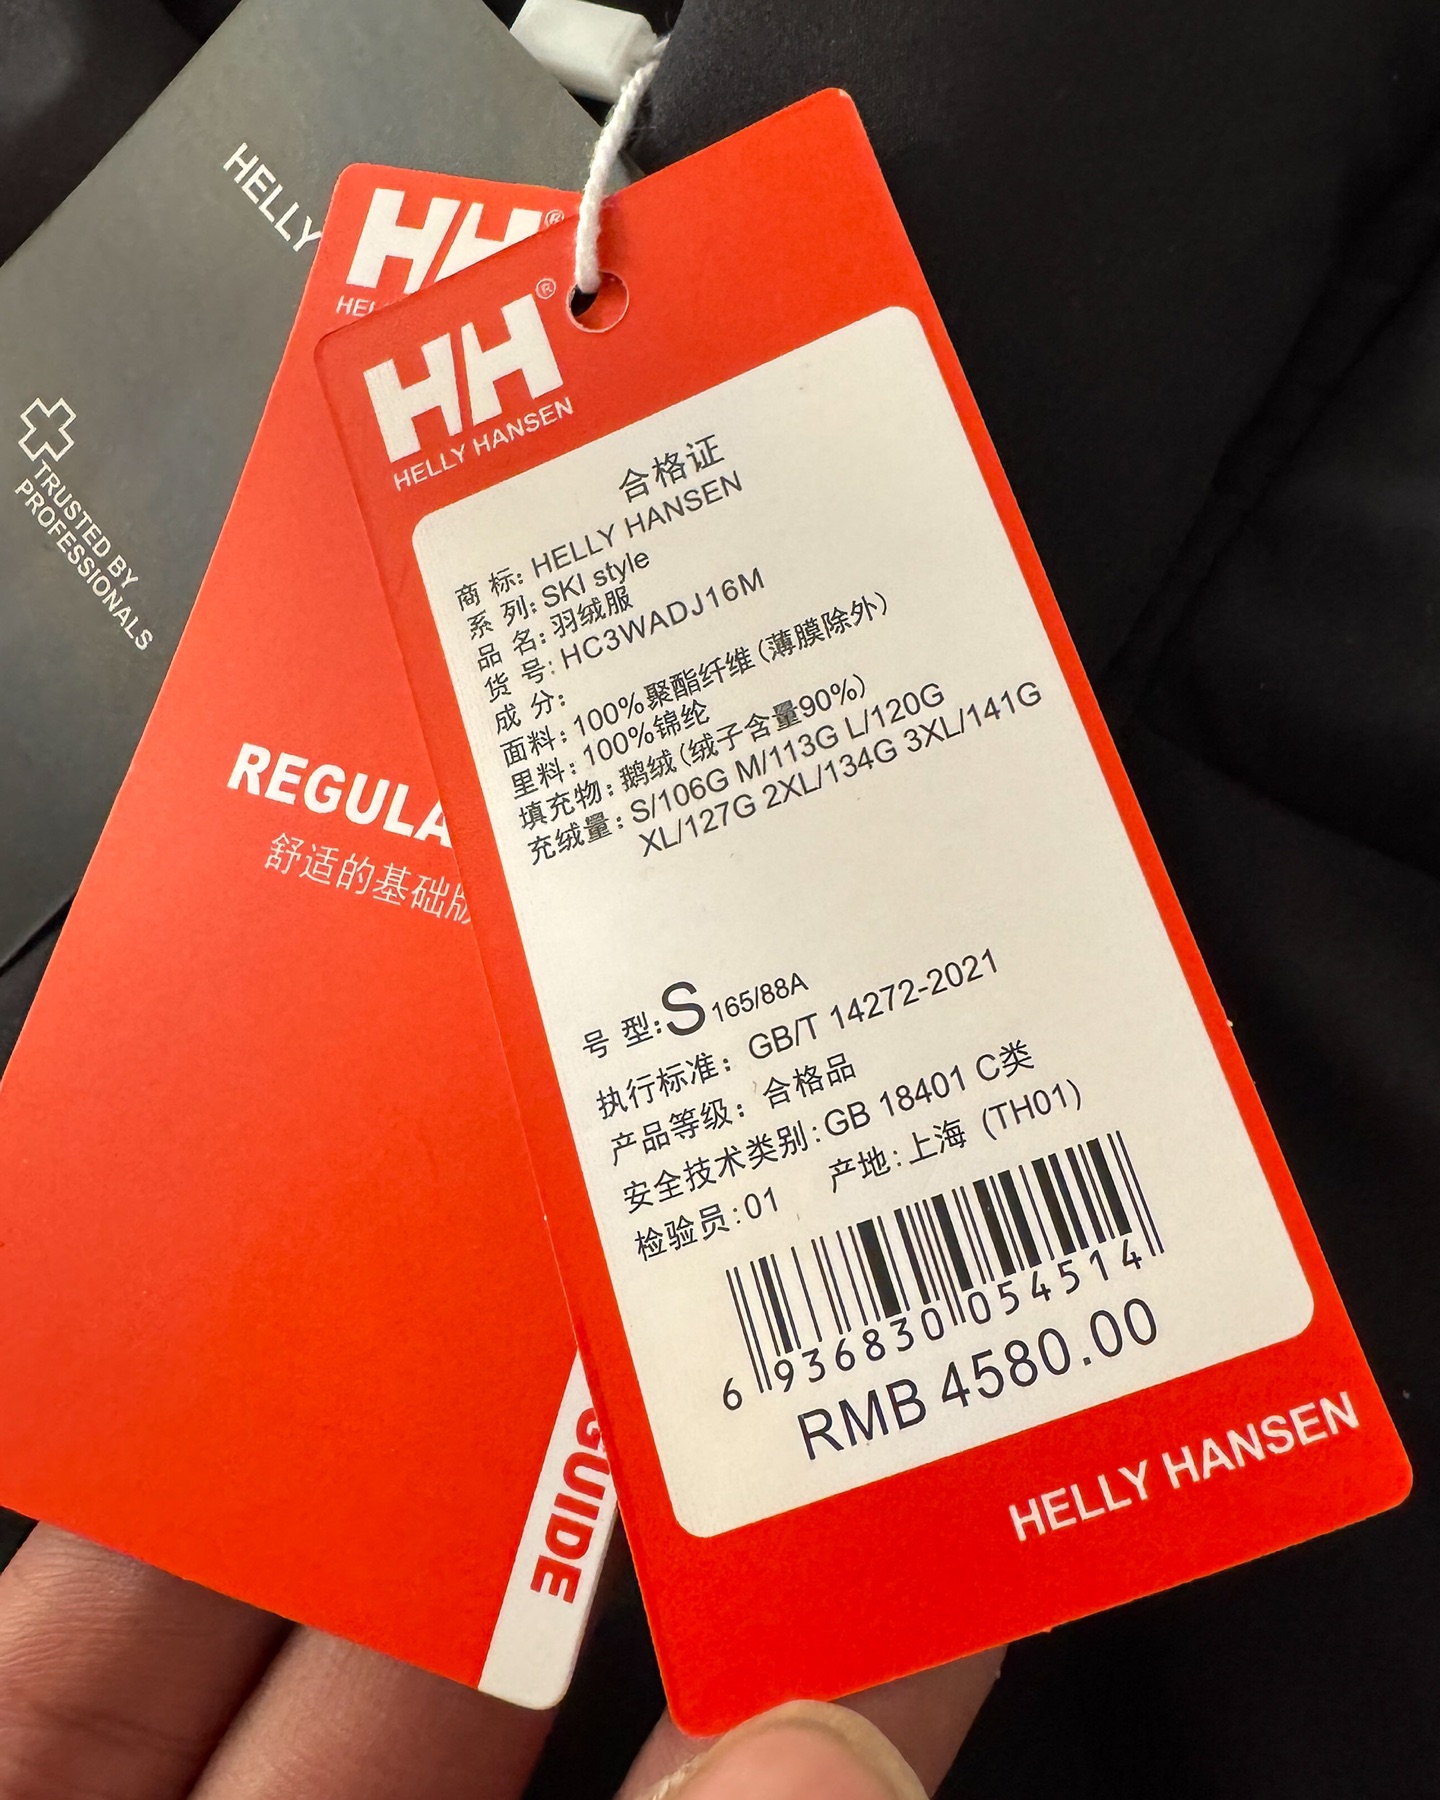 HELLY
TRUSTED BY
PROFESSIONALS
HH®
REGULA
舒适的基础版
GUIDE
HH®
HELLY HANSEN
合格证
HELLY HANSEN
商 标: HELLY HANSEN
系 列: SKI style
品 名: 羽绒服
货 号: HC3WADJ16M
成 分:
面料: 100%聚酯纤维(薄膜除外)
里料: 100%锦纶
填充物: 鹅绒(绒子含量90%)
充绒量: S/106G M/113G L/120G
XL/127G 2XL/134G 3XL/141G
号 型: S 165/88A
执行标准: GB/T 14272-2021
产品等级: 合格品
安全技术类别: GB 18401 C类
检验员: 01 产地: 上海 (TH01)
6 936830 054514
RMB 4580.00
HELLY HANSEN